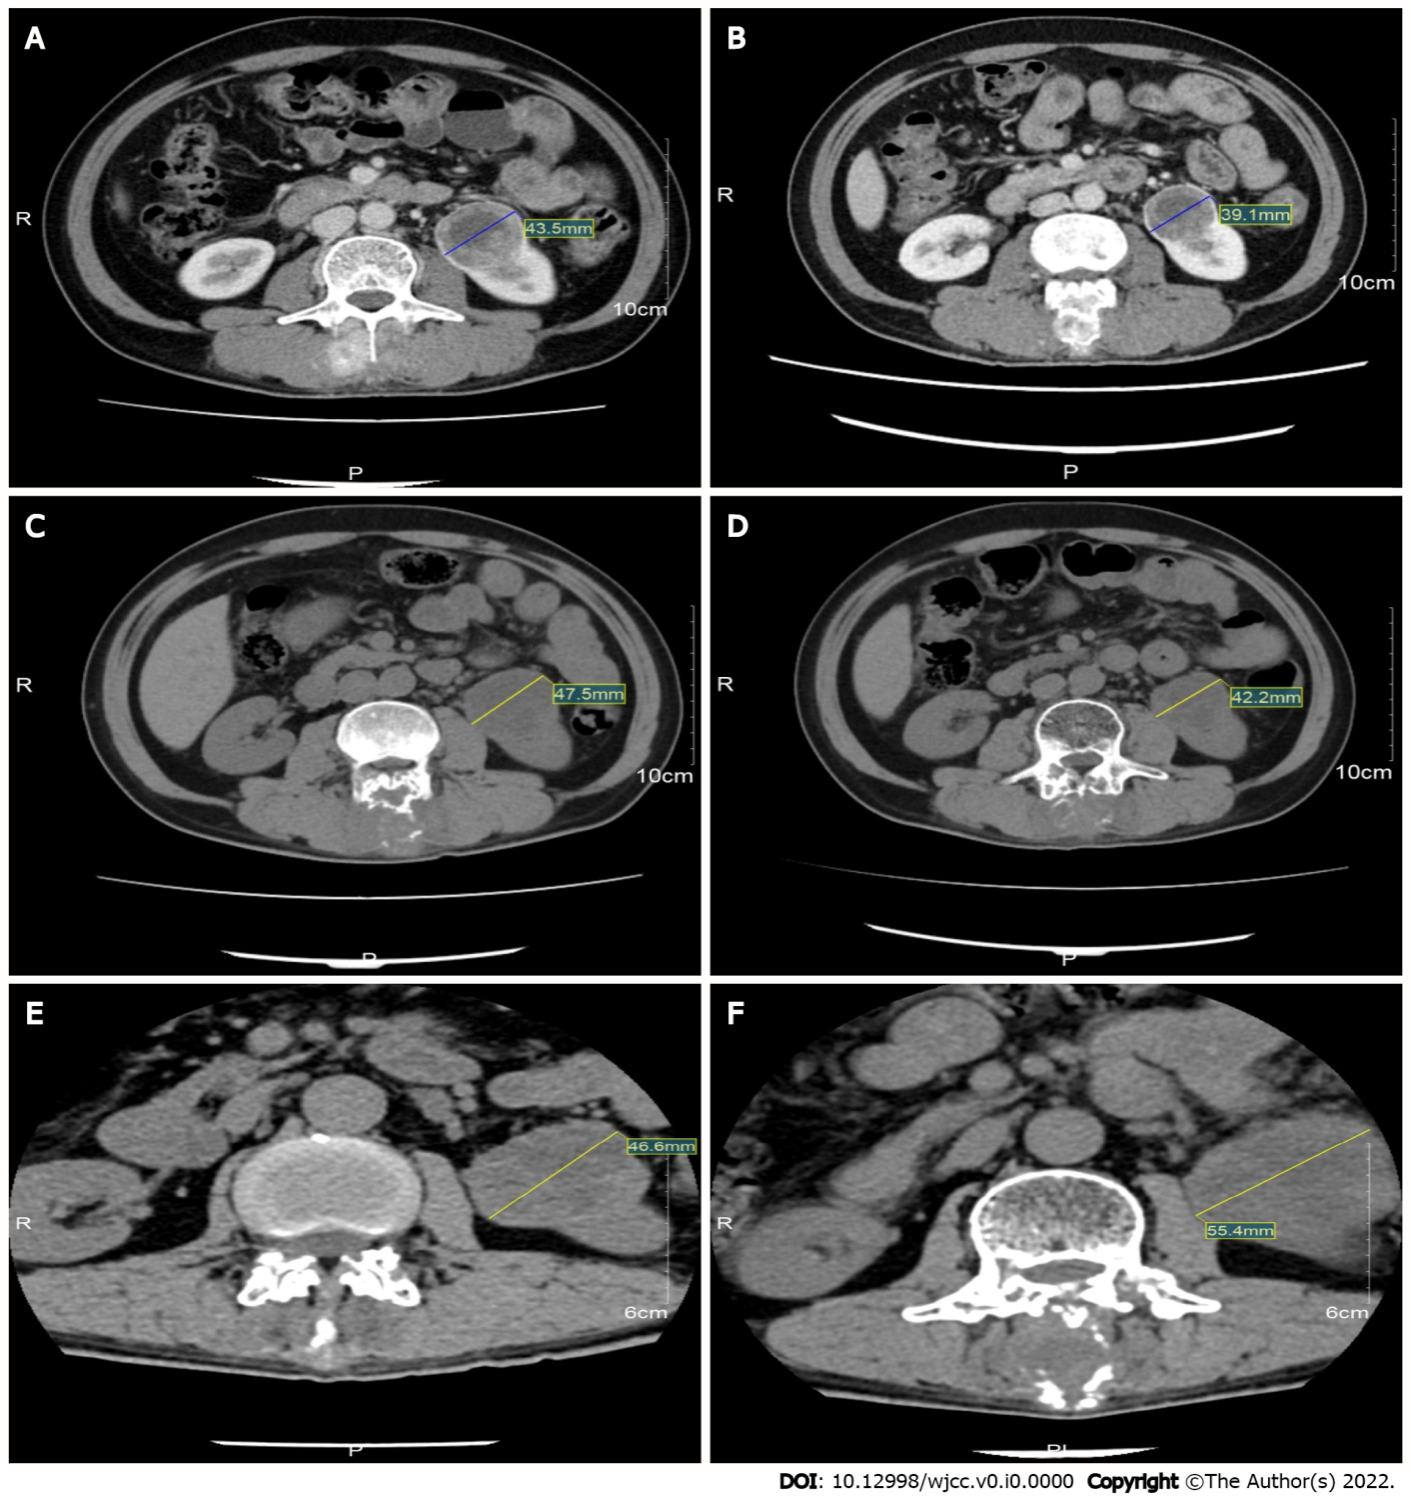 A
R
43.5mm
10cm
P
B
R
39.1mm
10cm
P
C
R
47.5mm
10cm
P
D
R
42.2mm
10cm
P
E
R
46.6mm
6cm
P
F
R
55.4mm
6cm
DOI: 10.12998/wjcc.v0.i0.0000 Copyright ©The Author(s) 2022.